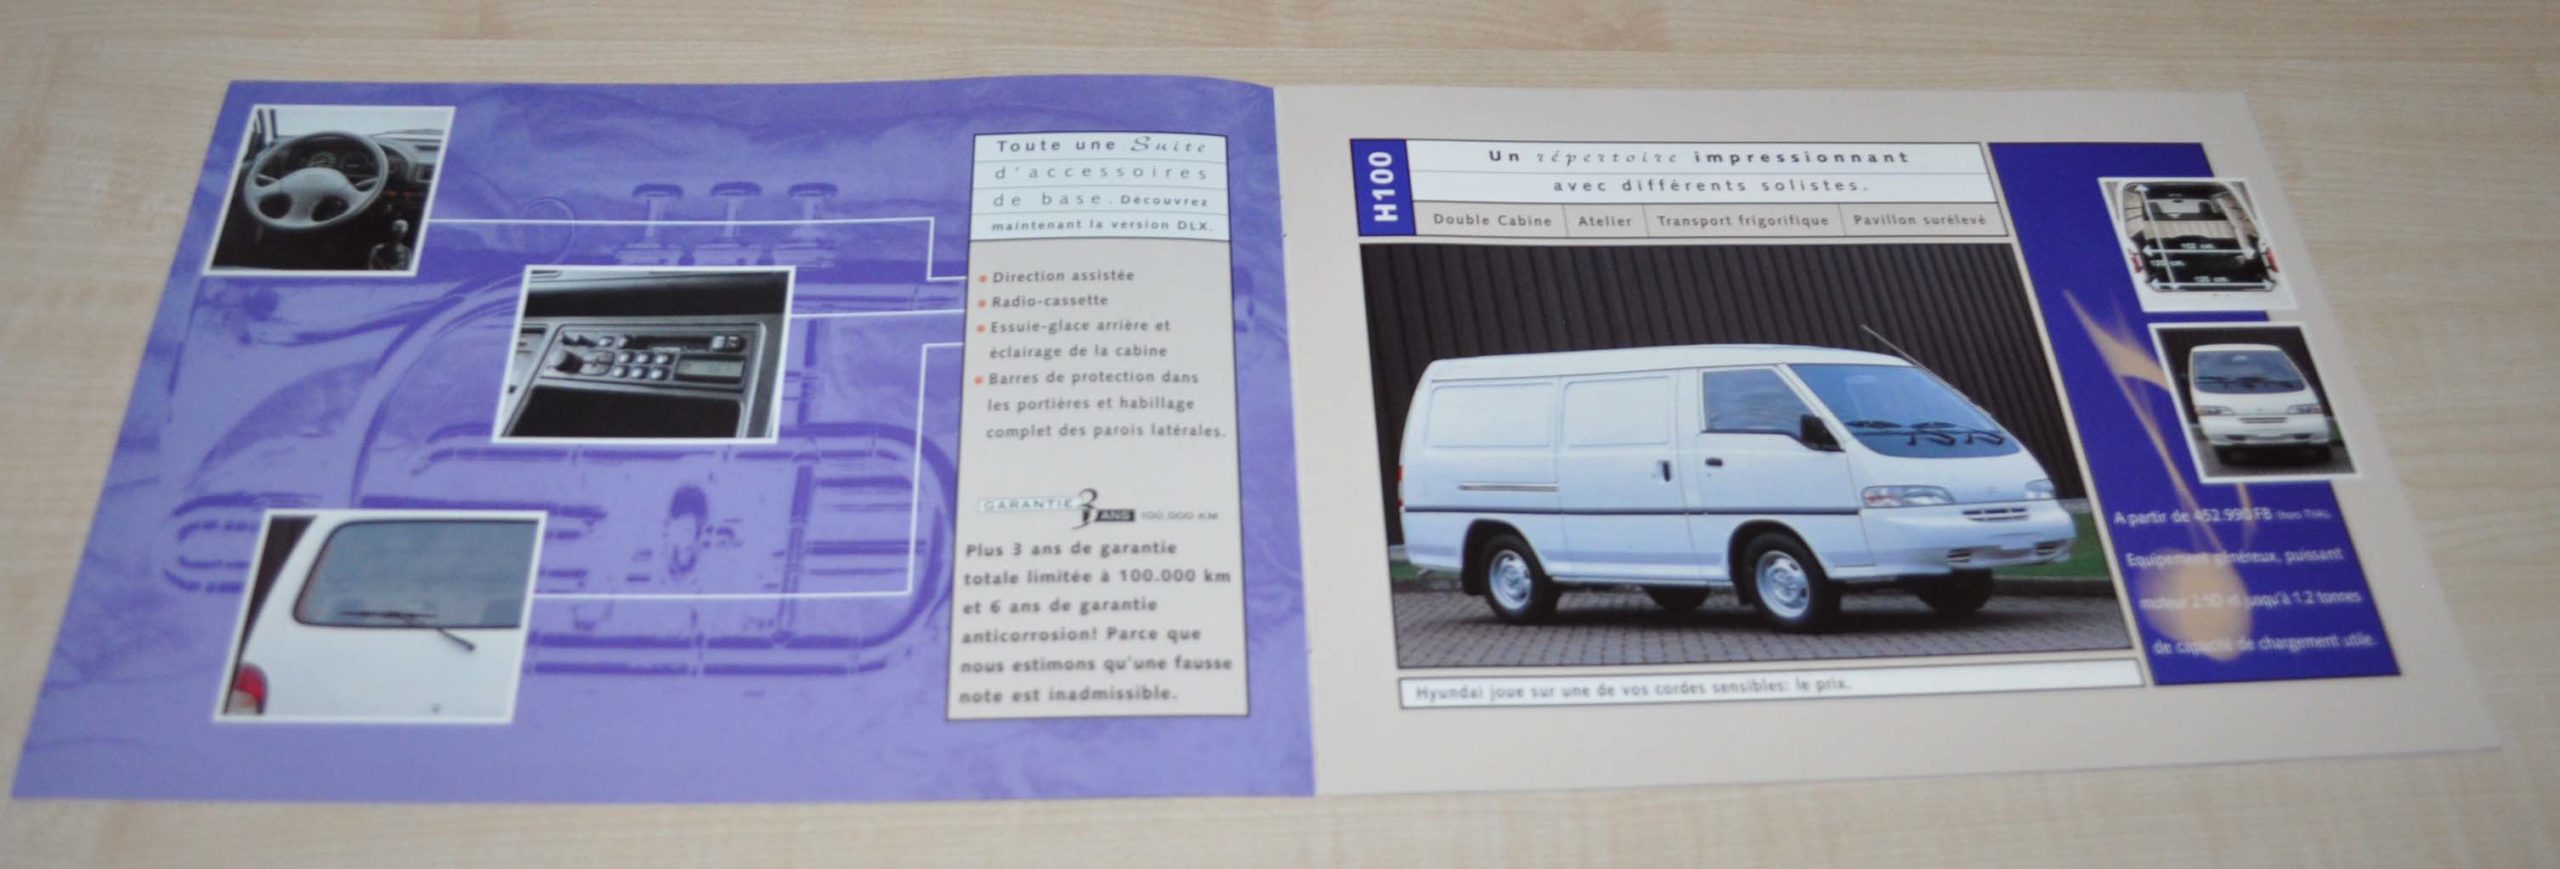 Toute une Suite
d'accessoires
de base. Découvrez
maintenant la version DLX.
Direction assistée
Radio-cassette
Essuie-glace arrière et
éclairage de la cabine
Barres de protection dans
les portières et habillage
complet des parois latérales.
GARANTIE 3 ANS 100.000 KM
Plus 3 ans de garantie
totale limitée à 100.000 km
et 6 ans de garantie
anticorrosion! Parce que
nous estimons qu'une fausse
note est inadmissible.
H100
Un répertoire impressionnant
avec différents solistes.
Double Cabine Atelier Transport frigorifique Pavillon surélevé
152 cm.
A partir de 452.990 FB (hors TVA).
Equipement généreux, puissant
moteur 2.5D et jusqu'à 1.2 tonnes
de capacité de chargement utile.
Hyundai joue sur une de vos cordes sensibles: le prix.